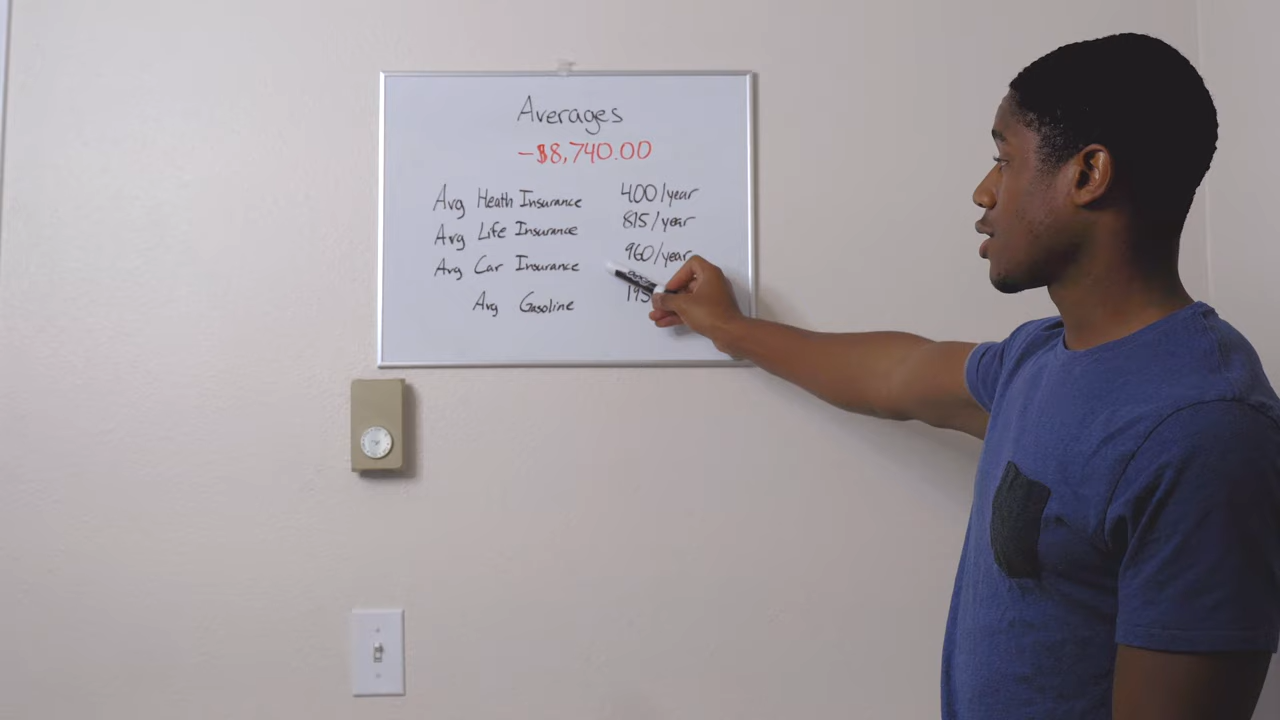 Averages
-$8,740.00
Avg Heath Insurance 400/year
Avg Life Insurance 815/year
Avg Car Insurance 960/year
Avg Gasoline